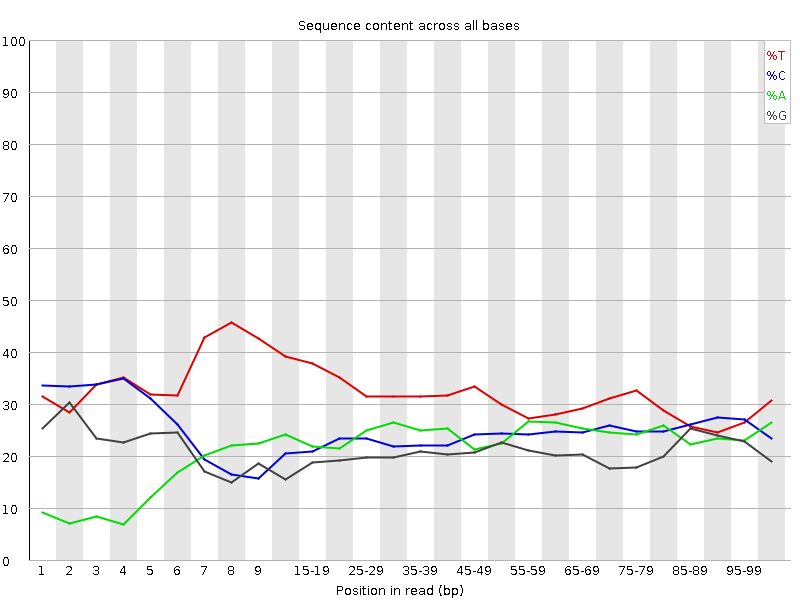 Sequence content across all bases
%T
%C
%A
%G
100
90
80
70
60
50
40
30
20
10
0
1 2 3 4 5 6 7 8 9 15-19 25-29 35-39 45-49 55-59 65-69 75-79 85-89 95-99
Position in read (bp)